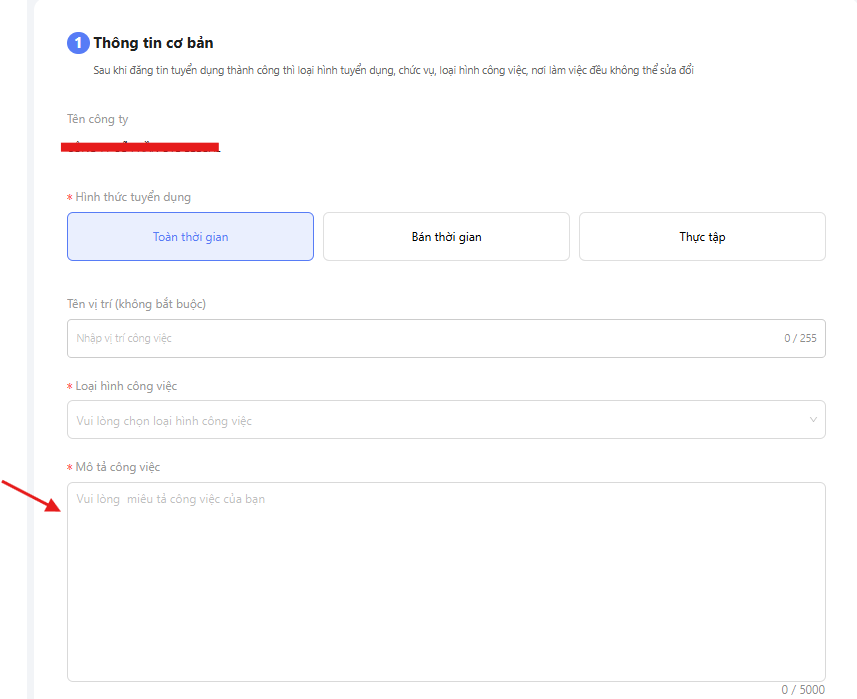 1 Thông tin cơ bản
Sau khi đăng tin tuyển dụng thành công thì loại hình tuyển dụng, chức vụ, loại hình công việc, nơi làm việc đều không thể sửa đổi
Tên công ty
* Hình thức tuyển dụng
Toàn thời gian Bán thời gian Thực tập
Tên vị trí (không bắt buộc)
Nhập vị trí công việc 0 / 255
* Loại hình công việc
Vui lòng chọn loại hình công việc
* Mô tả công việc
Vui lòng miêu tả công việc của bạn
0 / 5000